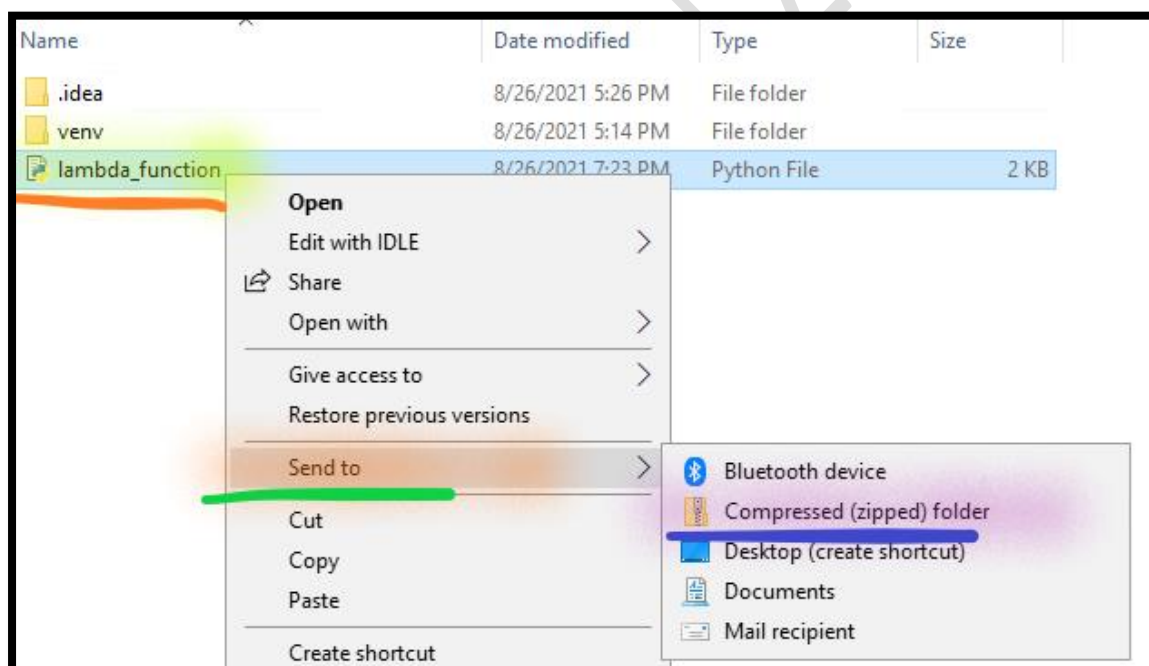 Name Date modified Type Size
.idea 8/26/2021 5:26 PM File folder
venv 8/26/2021 5:14 PM File folder
lambda_function 8/26/2021 7:23 PM Python File 2 KB
Open
Edit with IDLE
Share
Open with
Give access to
Restore previous versions
Send to
Cut
Copy
Paste
Create shortcut
Bluetooth device
Compressed (zipped) folder
Desktop (create shortcut)
Documents
Mail recipient